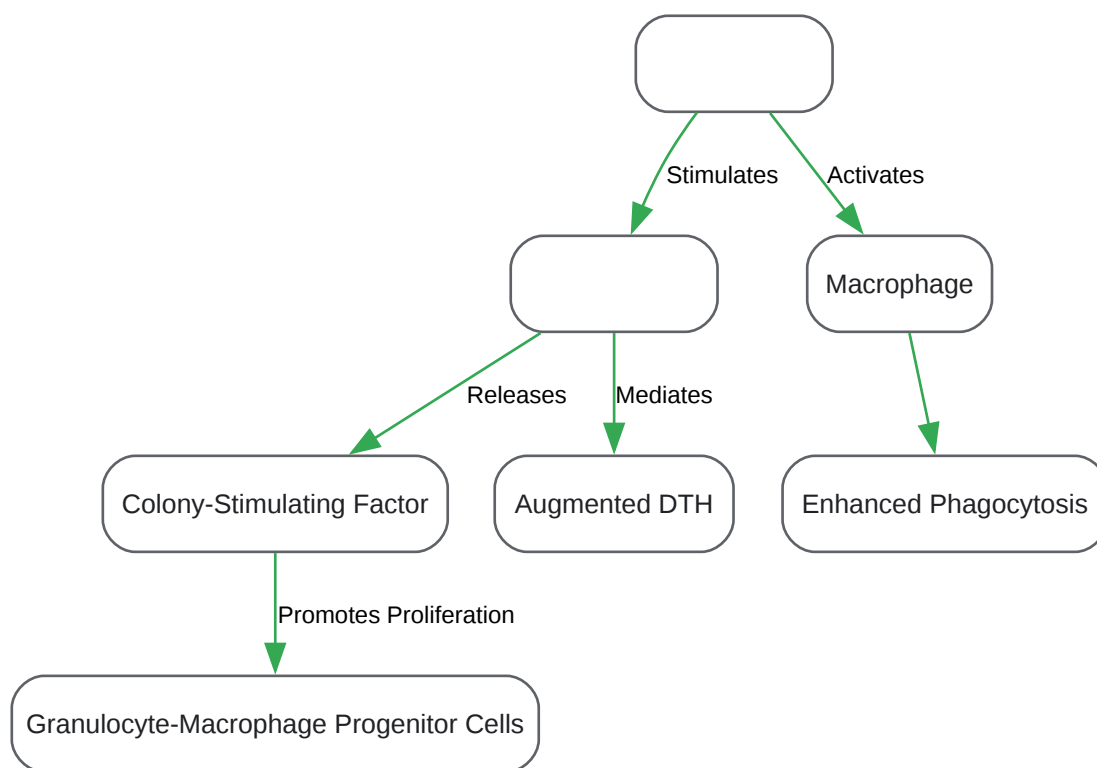 Stimulates
Activates
Macrophage
Releases
Mediates
Colony-Stimulating Factor
Augmented DTH
Enhanced Phagocytosis
Promotes Proliferation
Granulocyte-Macrophage Progenitor Cells